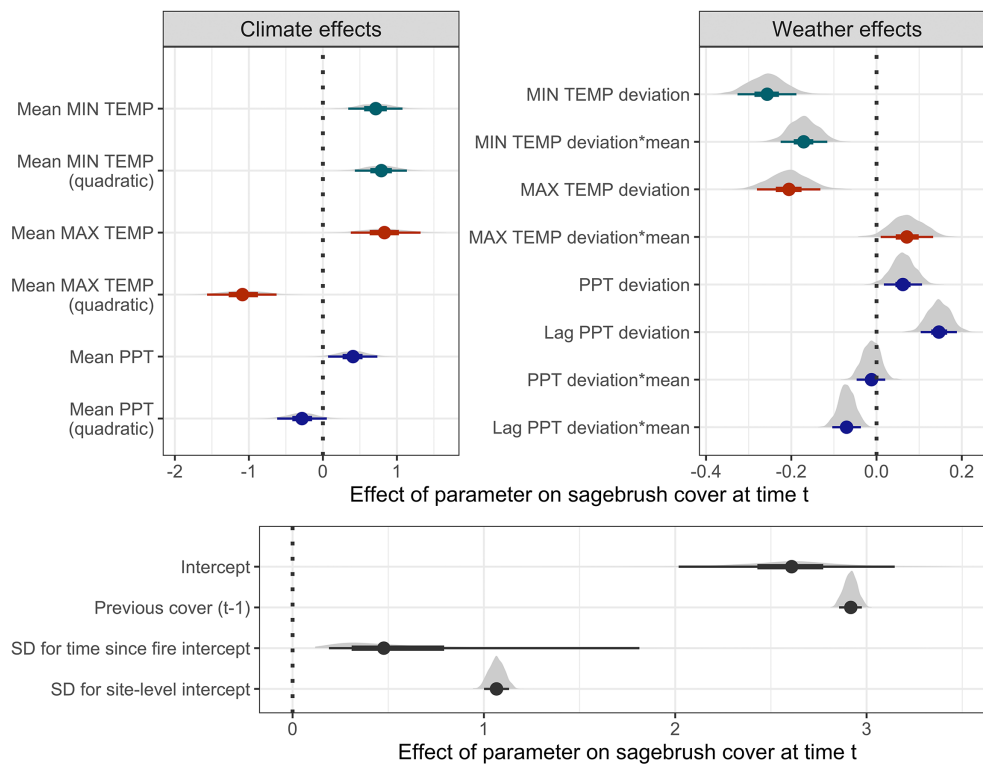 Climate effects
Mean MIN TEMP
Mean MIN TEMP
(quadratic)
Mean MAX TEMP
Mean MAX TEMP
(quadratic)
Mean PPT
Mean PPT
(quadratic)
-2 -1 0 1
Weather effects
MIN TEMP deviation
MIN TEMP deviation*mean
MAX TEMP deviation
MAX TEMP deviation*mean
PPT deviation
Lag PPT deviation
PPT deviation*mean
Lag PPT deviation*mean
-0.4 -0.2 0.0 0.2
Effect of parameter on sagebrush cover at time t
Intercept
Previous cover (t-1)
SD for time since fire intercept
SD for site-level intercept
0 1 2 3
Effect of parameter on sagebrush cover at time t